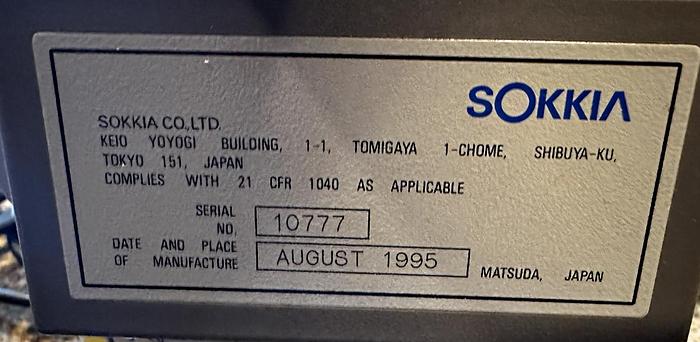 SOKKIA
SOKKIA CO.,LTD.
KEIO YOYOGI BUILDING, 1-1, TOMIGAYA 1-CHOME, SHIBUYA-KU,
TOKYO 151, JAPAN
COMPLIES WITH 21 CFR 1040 AS APPLICABLE
SERIAL
NO. 10777
DATE AND PLACE
OF MANUFACTURE AUGUST 1995 MATSUDA, JAPAN